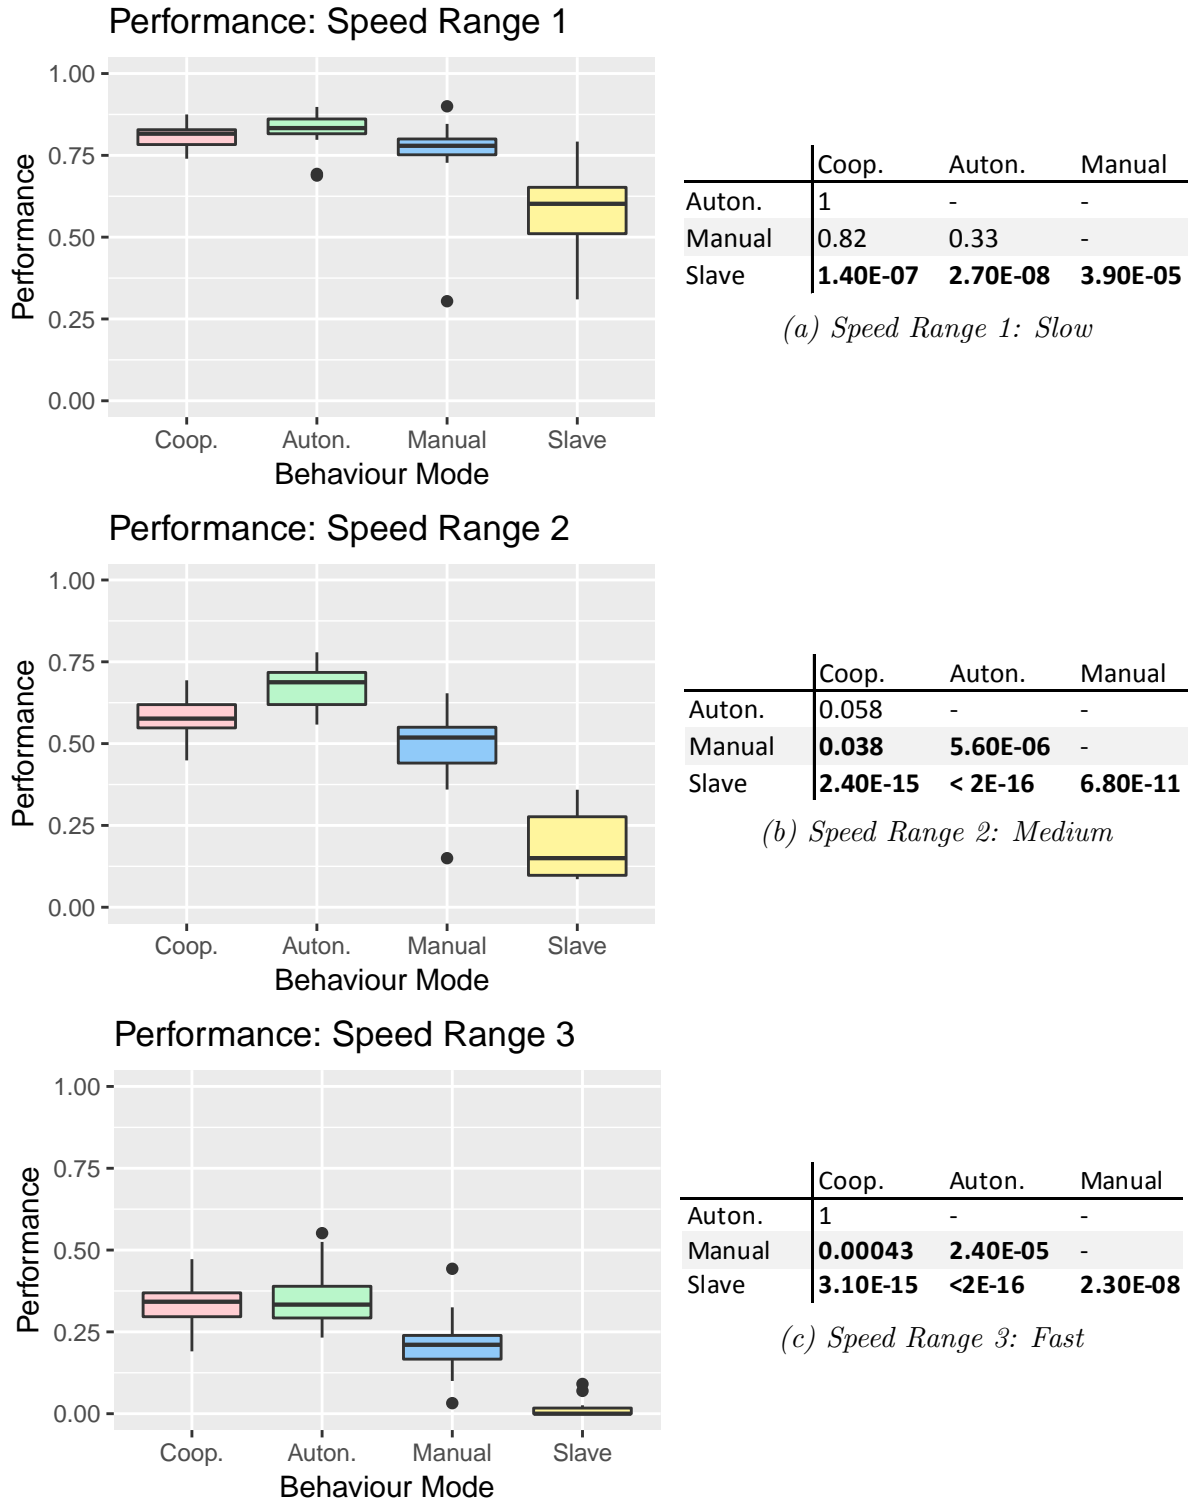 Performance: Speed Range 1
1.00
0.75
0.50
0.25
0.00
Performance
Coop. Auton. Manual Slave
Behaviour Mode
Coop. Auton. Manual
Auton. 1 - -
Manual 0.82 0.33 -
Slave 1.40E-07 2.70E-08 3.90E-05
(a) Speed Range 1: Slow
Performance: Speed Range 2
1.00
0.75
0.50
0.25
0.00
Performance
Coop. Auton. Manual Slave
Behaviour Mode
Coop. Auton. Manual
Auton. 0.058 - -
Manual 0.038 5.60E-06 -
Slave 2.40E-15 < 2E-16 6.80E-11
(b) Speed Range 2: Medium
Performance: Speed Range 3
1.00
0.75
0.50
0.25
0.00
Performance
Coop. Auton. Manual Slave
Behaviour Mode
Coop. Auton. Manual
Auton. 1 - -
Manual 0.00043 2.40E-05 -
Slave 3.10E-15 <2E-16 2.30E-08
(c) Speed Range 3: Fast